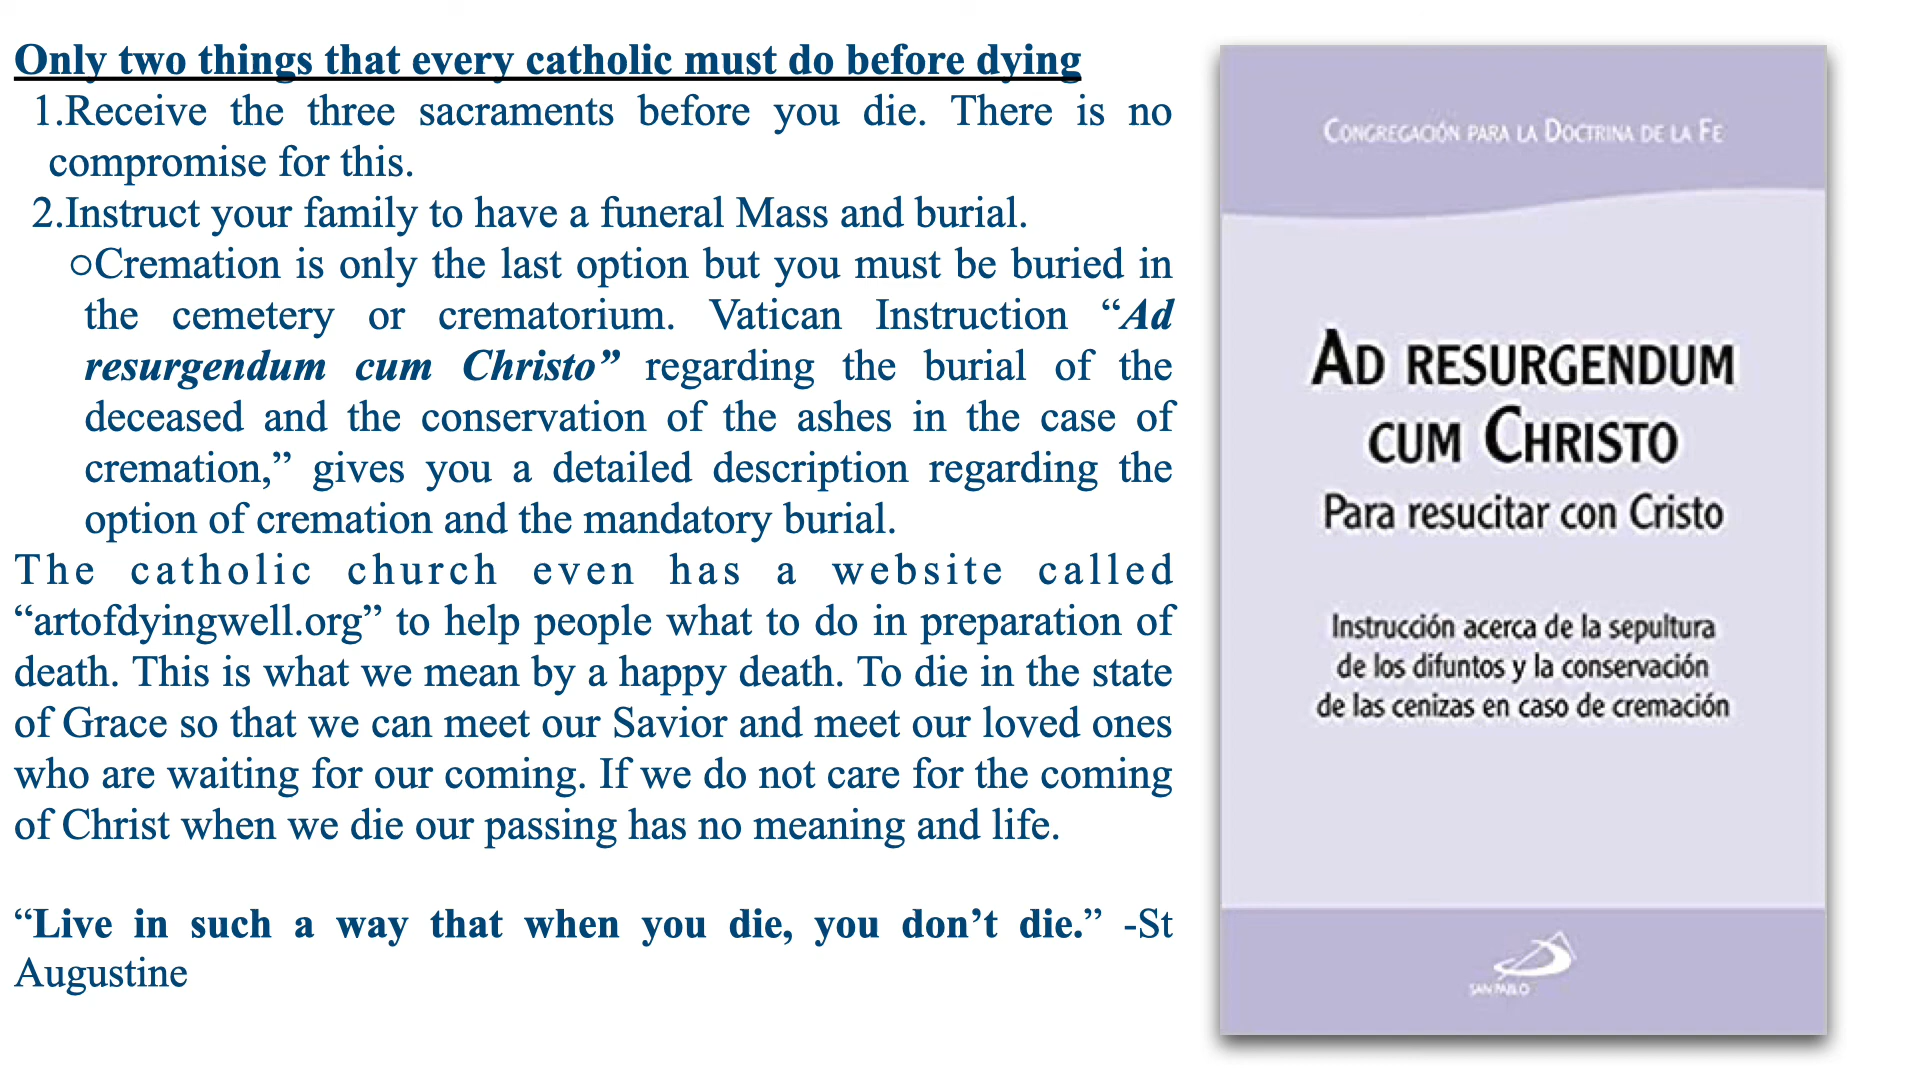 Only two things that every catholic must do before dying
1.Receive the three sacraments before you die. There is no
compromise for this.
2.Instruct your family to have a funeral Mass and burial.
○Cremation is only the last option but you must be buried in
the cemetery or crematorium. Vatican Instruction “Ad
resurgendum cum Christo” regarding the burial of the
deceased and the conservation of the ashes in the case of
cremation,” gives you a detailed description regarding the
option of cremation and the mandatory burial.
The catholic church even has a website called
“artofdyingwell.org” to help people what to do in preparation of
death. This is what we mean by a happy death. To die in the state
of Grace so that we can meet our Savior and meet our loved ones
who are waiting for our coming. If we do not care for the coming
of Christ when we die our passing has no meaning and life.
“Live in such a way that when you die, you don’t die.” -St
Augustine
CONGREGACIÓN PARA LA DOCTRINA DE LA FE
AD RESURGENDUM
CUM CHRISTO
Para resucitar con Cristo
Instrucción acerca de la sepultura
de los difuntos y la conservación
de las cenizas en caso de cremación
SAN PABLO